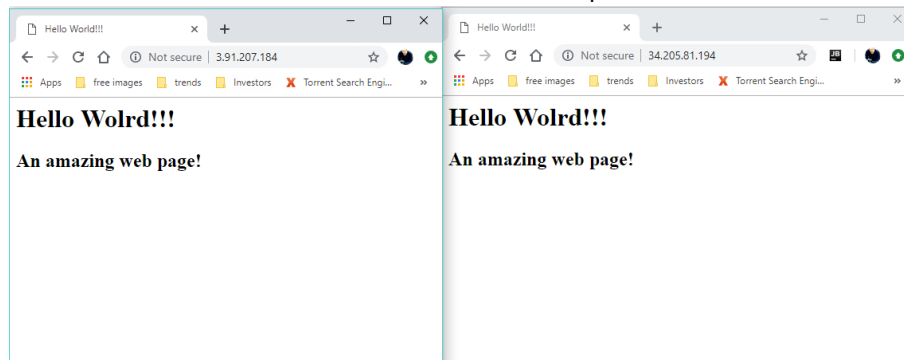 Hello World!!!
Not secure | 3.91.207.184
Apps free images trends Investors X Torrent Search Engi... »
Hello Wolrd!!!
An amazing web page!
Hello World!!!
Not secure | 34.205.81.194
JB
Apps free images trends Investors X Torrent Search Engi... »
Hello Wolrd!!!
An amazing web page!